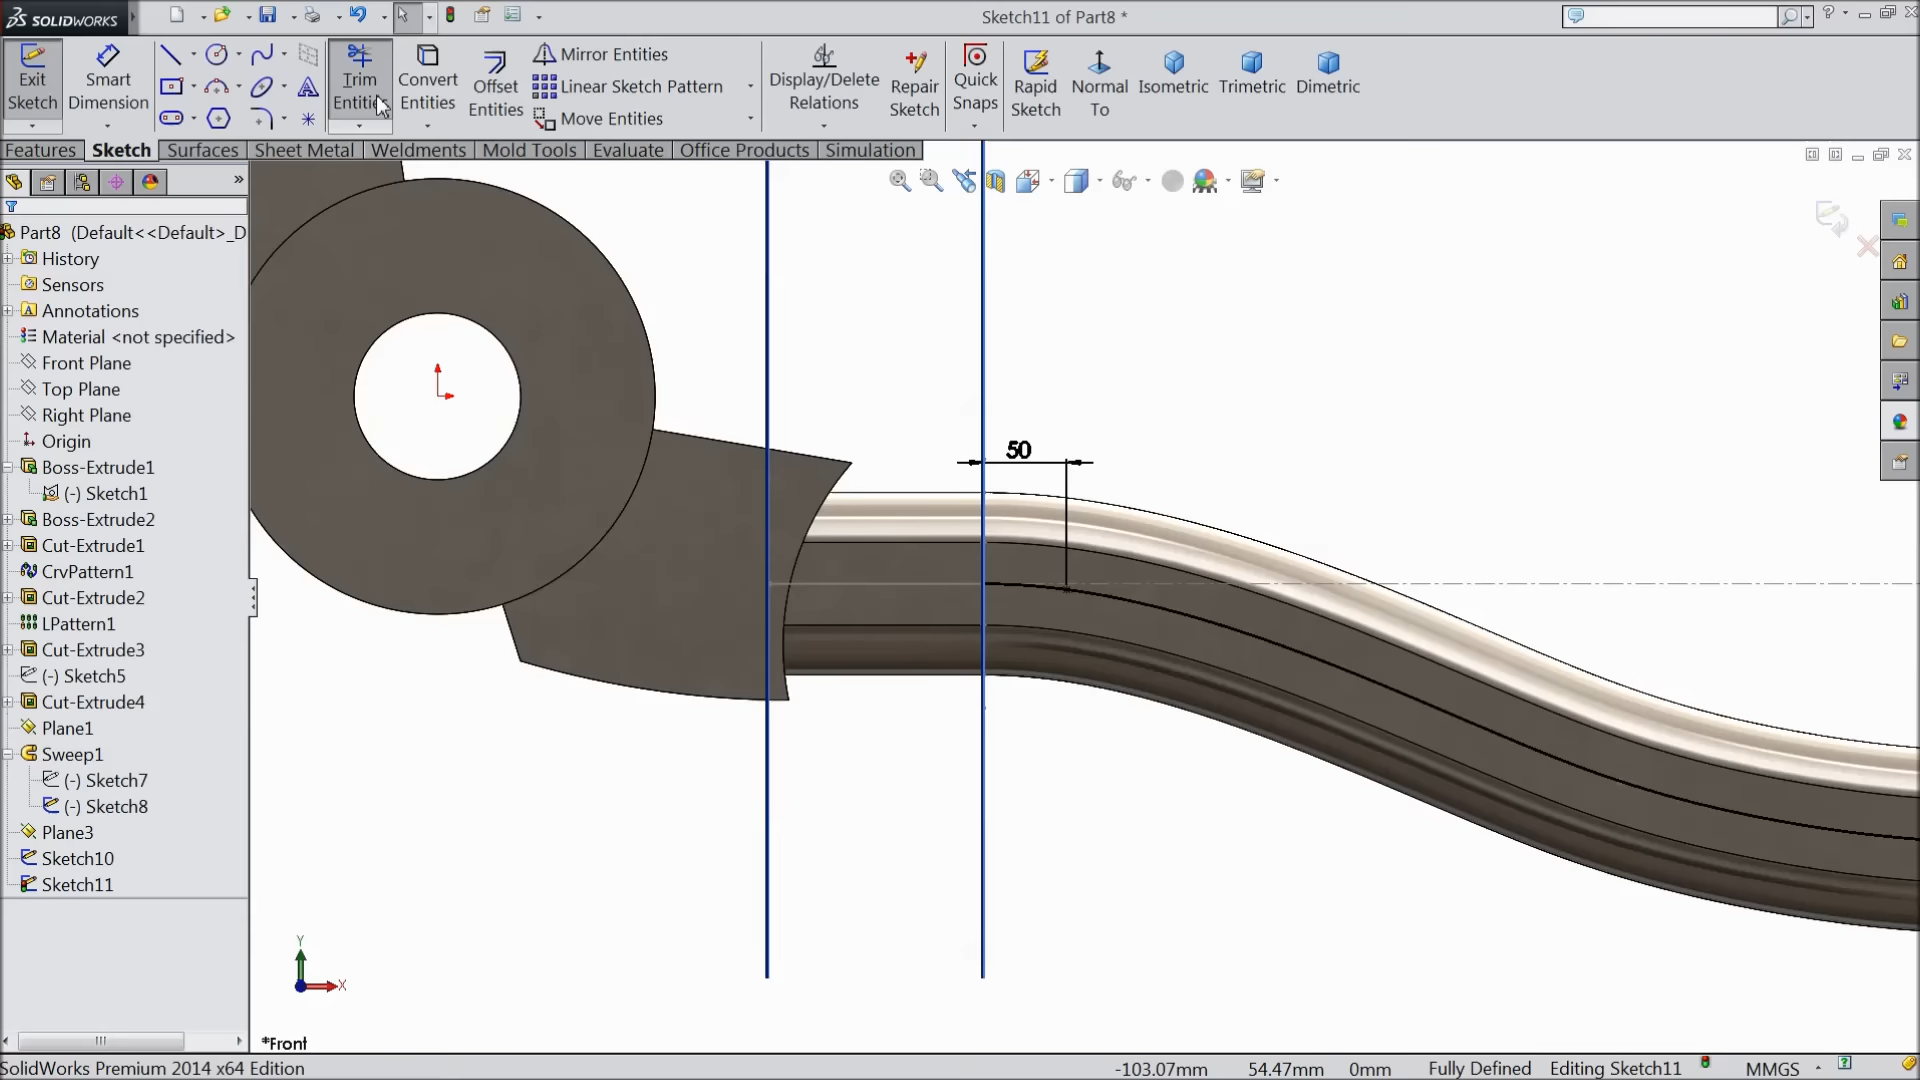 SOLIDWORKS
Sketch11 of Part8 *
Exit Sketch
Smart Dimension
Trim Entities
Convert Entities
Offset Entities
Mirror Entities
Linear Sketch Pattern
Move Entities
Display/Delete Relations
Repair Sketch
Quick Snaps
Rapid Sketch
Normal To
Isometric
Trimetric
Dimetric
Features
Sketch
Surfaces
Sheet Metal
Weldments
Mold Tools
Evaluate
Office Products
Simulation
Part8 (Default<<Default>_D
History
Sensors
Annotations
Material <not specified>
Front Plane
Top Plane
Right Plane
Origin
Boss-Extrude1
(-) Sketch1
Boss-Extrude2
Cut-Extrude1
CrvPattern1
Cut-Extrude2
LPattern1
Cut-Extrude3
(-) Sketch5
Cut-Extrude4
Plane1
Sweep1
(-) Sketch7
(-) Sketch8
Plane3
Sketch10
Sketch11
50
Y
X
*Front
SolidWorks Premium 2014 x64 Edition
-103.07mm
54.47mm
0mm
Fully Defined
Editing Sketch11
MMGS